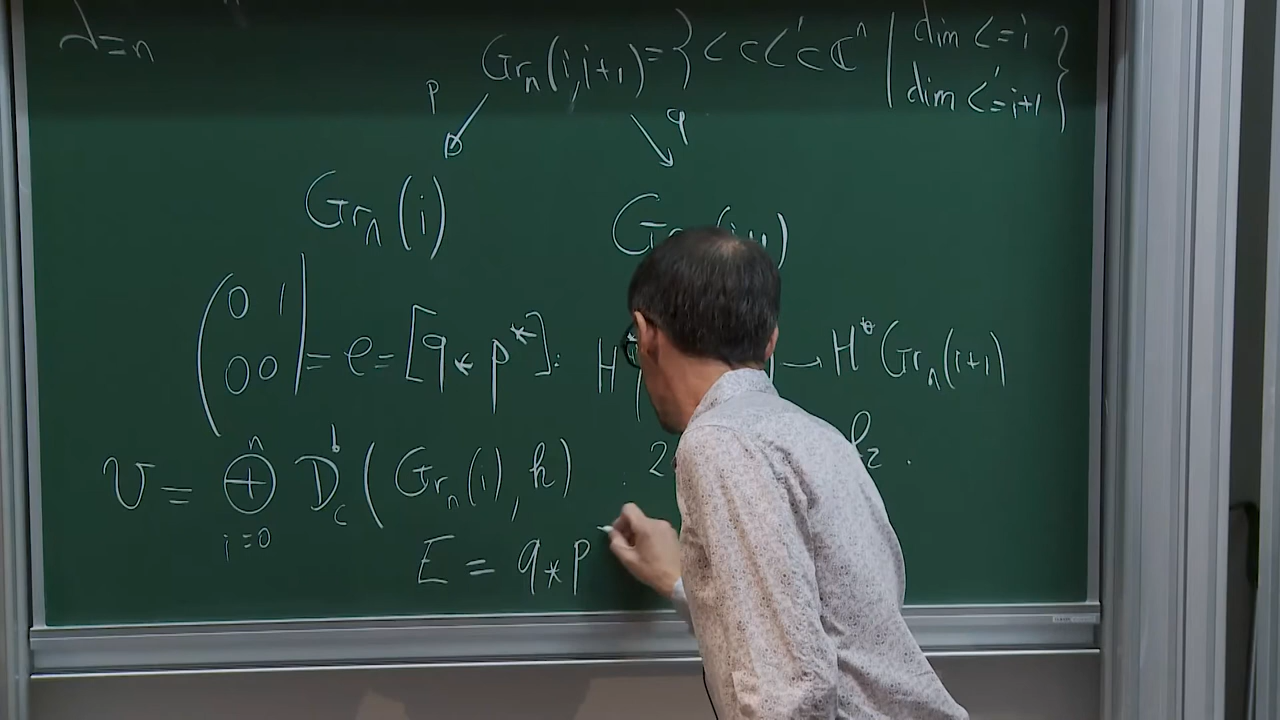 λ=n
Gr_n(i,i+1)={L ⊂ L' ⊂ ℂ^n | dim L=i
dim L'=i+1}
p
q
Gr_n(i)
(0 1
0 0) = e = [q_* p^*]: H^* → H^* Gr_n(i+1)
V = ⊕_{i=0}^{n} D^b_c(Gr_n(i), k)
E = q_* p